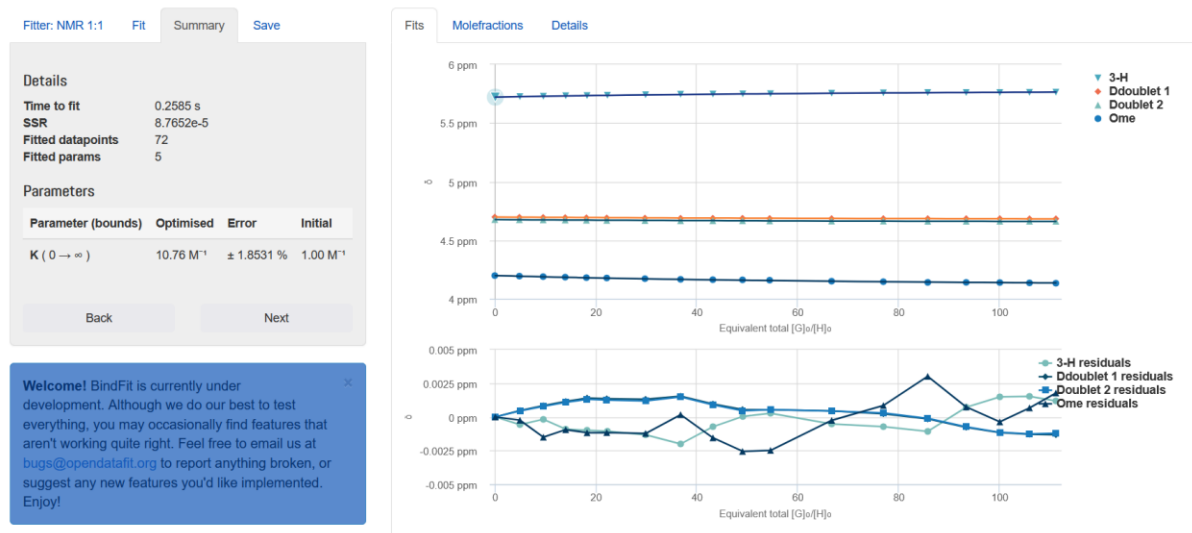 Fitter: NMR 1:1 Fit Summary Save
Details
Time to fit 0.2585 s
SSR 8.7652e-5
Fitted datapoints 72
Fitted params 5
Parameters
Parameter (bounds) Optimised Error Initial
K ( 0 → ∞ ) 10.76 M⁻¹ ± 1.8531 % 1.00 M⁻¹
Back Next
Welcome! BindFit is currently under
development. Although we do our best to test
everything, you may occasionally find features that
aren't working quite right. Feel free to email us at
bugs@opendatafit.org to report anything broken, or
suggest any new features you'd like implemented.
Enjoy!
×
Fits Molefractions Details
6 ppm
5.5 ppm
5 ppm
4.5 ppm
4 ppm
δ
0 20 40 60 80 100
Equivalent total [G]₀/[H]₀
3-H
Ddoublet 1
Doublet 2
Ome
0.005 ppm
0.0025 ppm
0 ppm
-0.0025 ppm
-0.005 ppm
δ
0 20 40 60 80 100
Equivalent total [G]₀/[H]₀
3-H residuals
Ddoublet 1 residuals
Doublet 2 residuals
Ome residuals